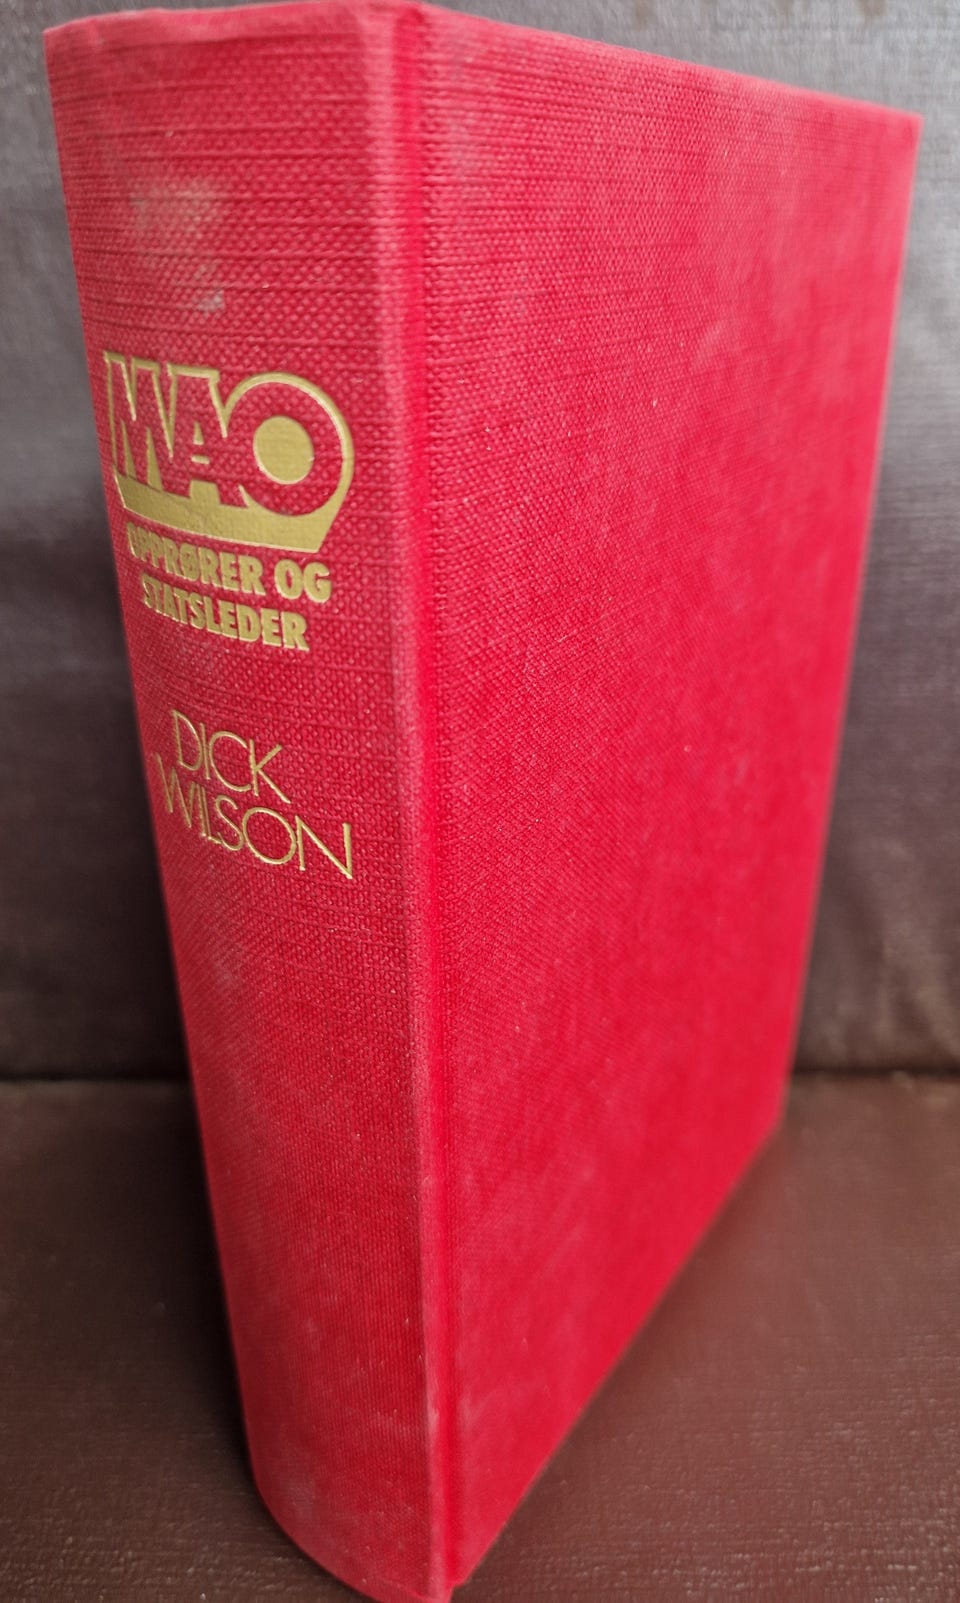 MAO
OPPRØRER OG
STATSLEDER
DICK
WILSON